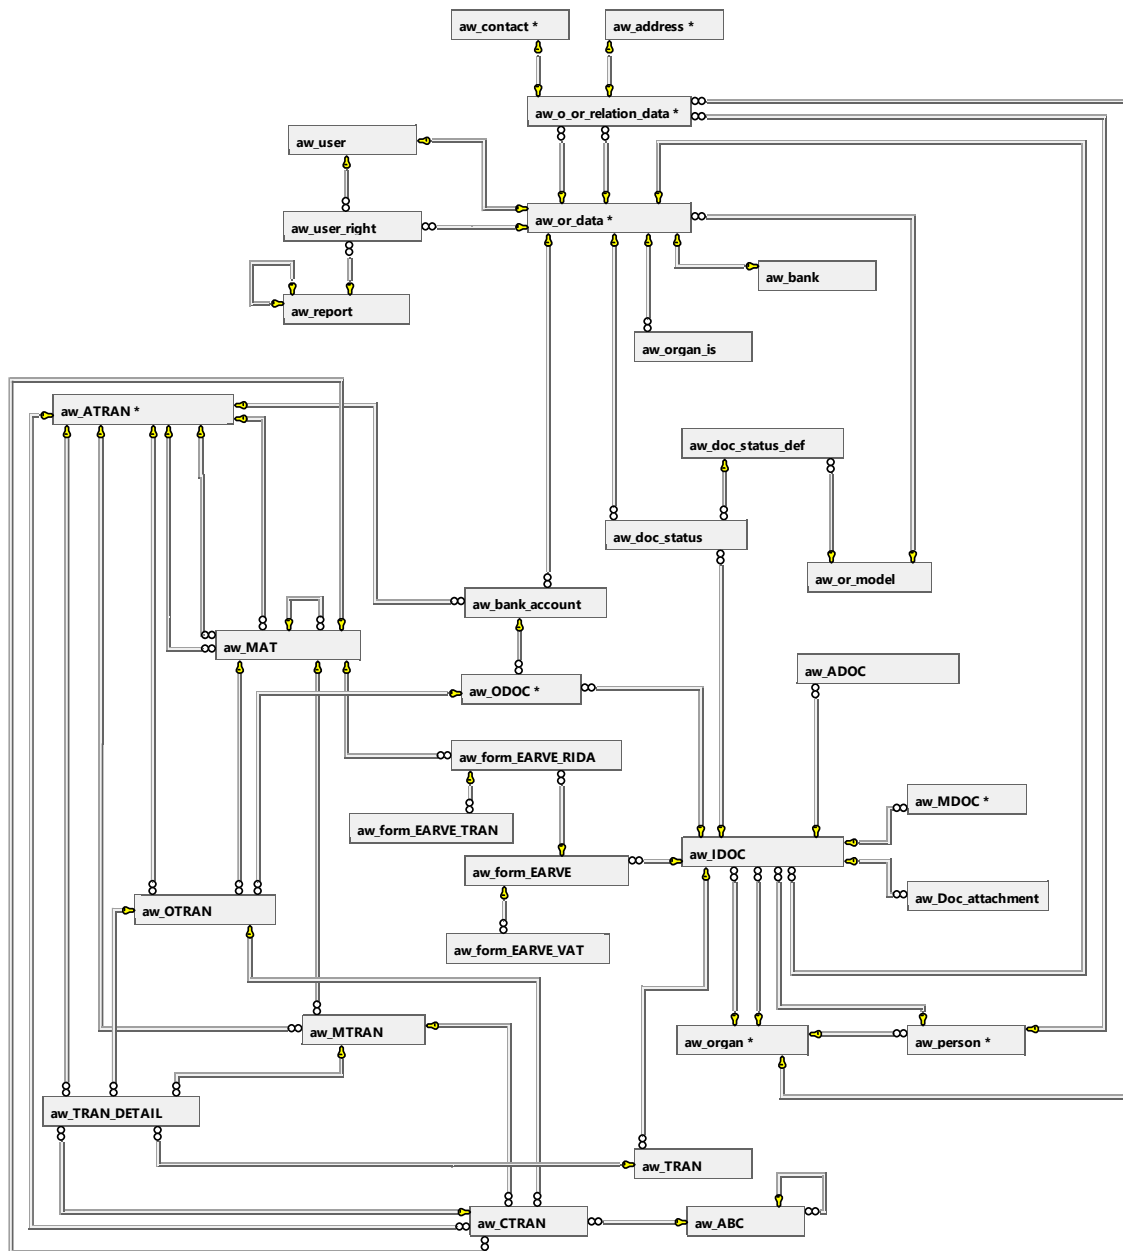 aw_contact *
aw_address *
aw_o_or_relation_data *
aw_user
aw_user_right
aw_or_data *
aw_bank
aw_report
aw_organ_is
aw_ATRAN *
aw_doc_status_def
aw_doc_status
aw_or_model
aw_bank_account
aw_MAT
aw_ADOC
aw_ODOC *
aw_form_EARVE_RIDA
aw_MDOC *
aw_form_EARVE_TRAN
aw_IDOC
aw_form_EARVE
aw_Doc_attachment
aw_OTRAN
aw_form_EARVE_VAT
aw_MTRAN
aw_organ *
aw_person *
aw_TRAN_DETAIL
aw_TRAN
aw_CTRAN
aw_ABC